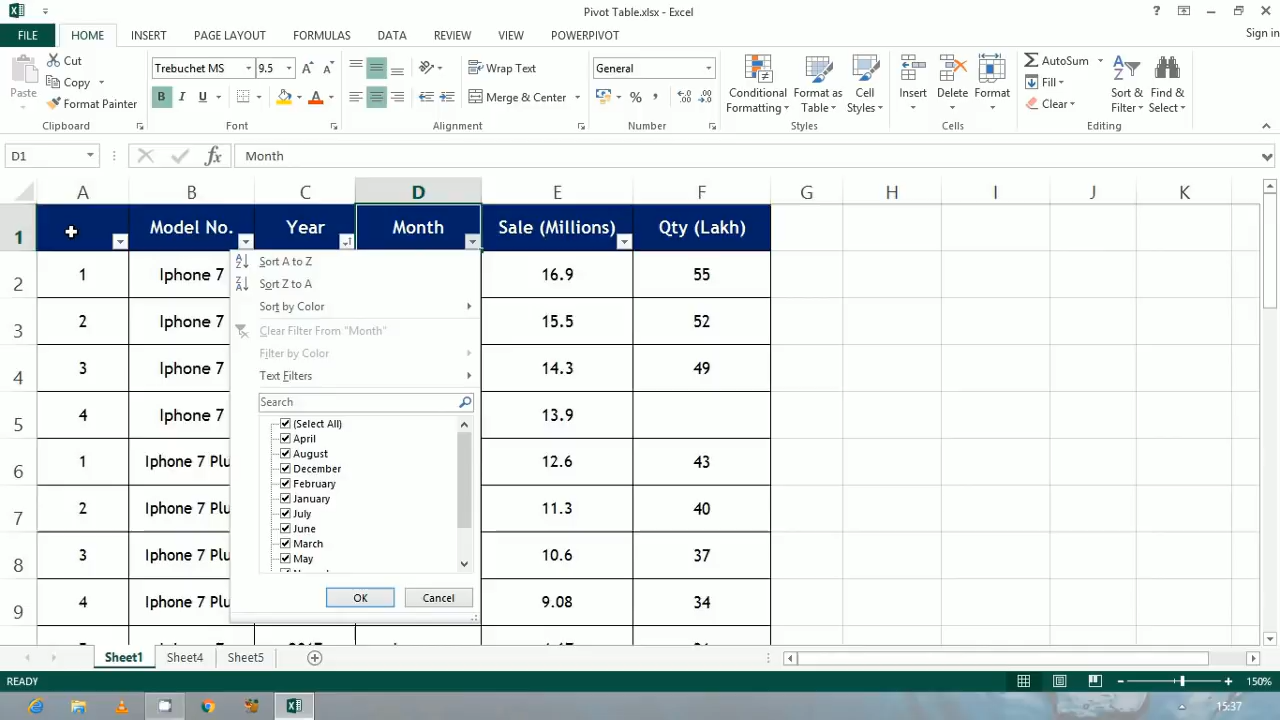 Pivot Table.xlsx - Excel
?
FILE HOME INSERT PAGE LAYOUT FORMULAS DATA REVIEW VIEW POWERPIVOT Sign in
Paste
Cut
Copy
Format Painter
Clipboard
Trebuchet MS 9.5
B I U
Font
Wrap Text
Merge & Center
Alignment
General
%
Number
Conditional Formatting
Format as Table
Cell Styles
Styles
Insert
Delete
Format
Cells
AutoSum
Fill
Clear
Sort & Filter
Find & Select
Editing
D1 fx Month
A B C D E F G H I J K
1 Model No. Year Month Sale (Millions) Qty (Lakh)
2 1 Iphone 7 16.9 55
3 2 Iphone 7 15.5 52
4 3 Iphone 7 14.3 49
5 4 Iphone 7 13.9
6 1 Iphone 7 Plu 12.6 43
7 2 Iphone 7 Plu 11.3 40
8 3 Iphone 7 Plu 10.6 37
9 4 Iphone 7 Plu 9.08 34
Sort A to Z
Sort Z to A
Sort by Color
Clear Filter From "Month"
Filter by Color
Text Filters
Search
(Select All)
April
August
December
February
January
July
June
March
May
OK Cancel
Sheet1 Sheet4 Sheet5
READY 150%
15:37